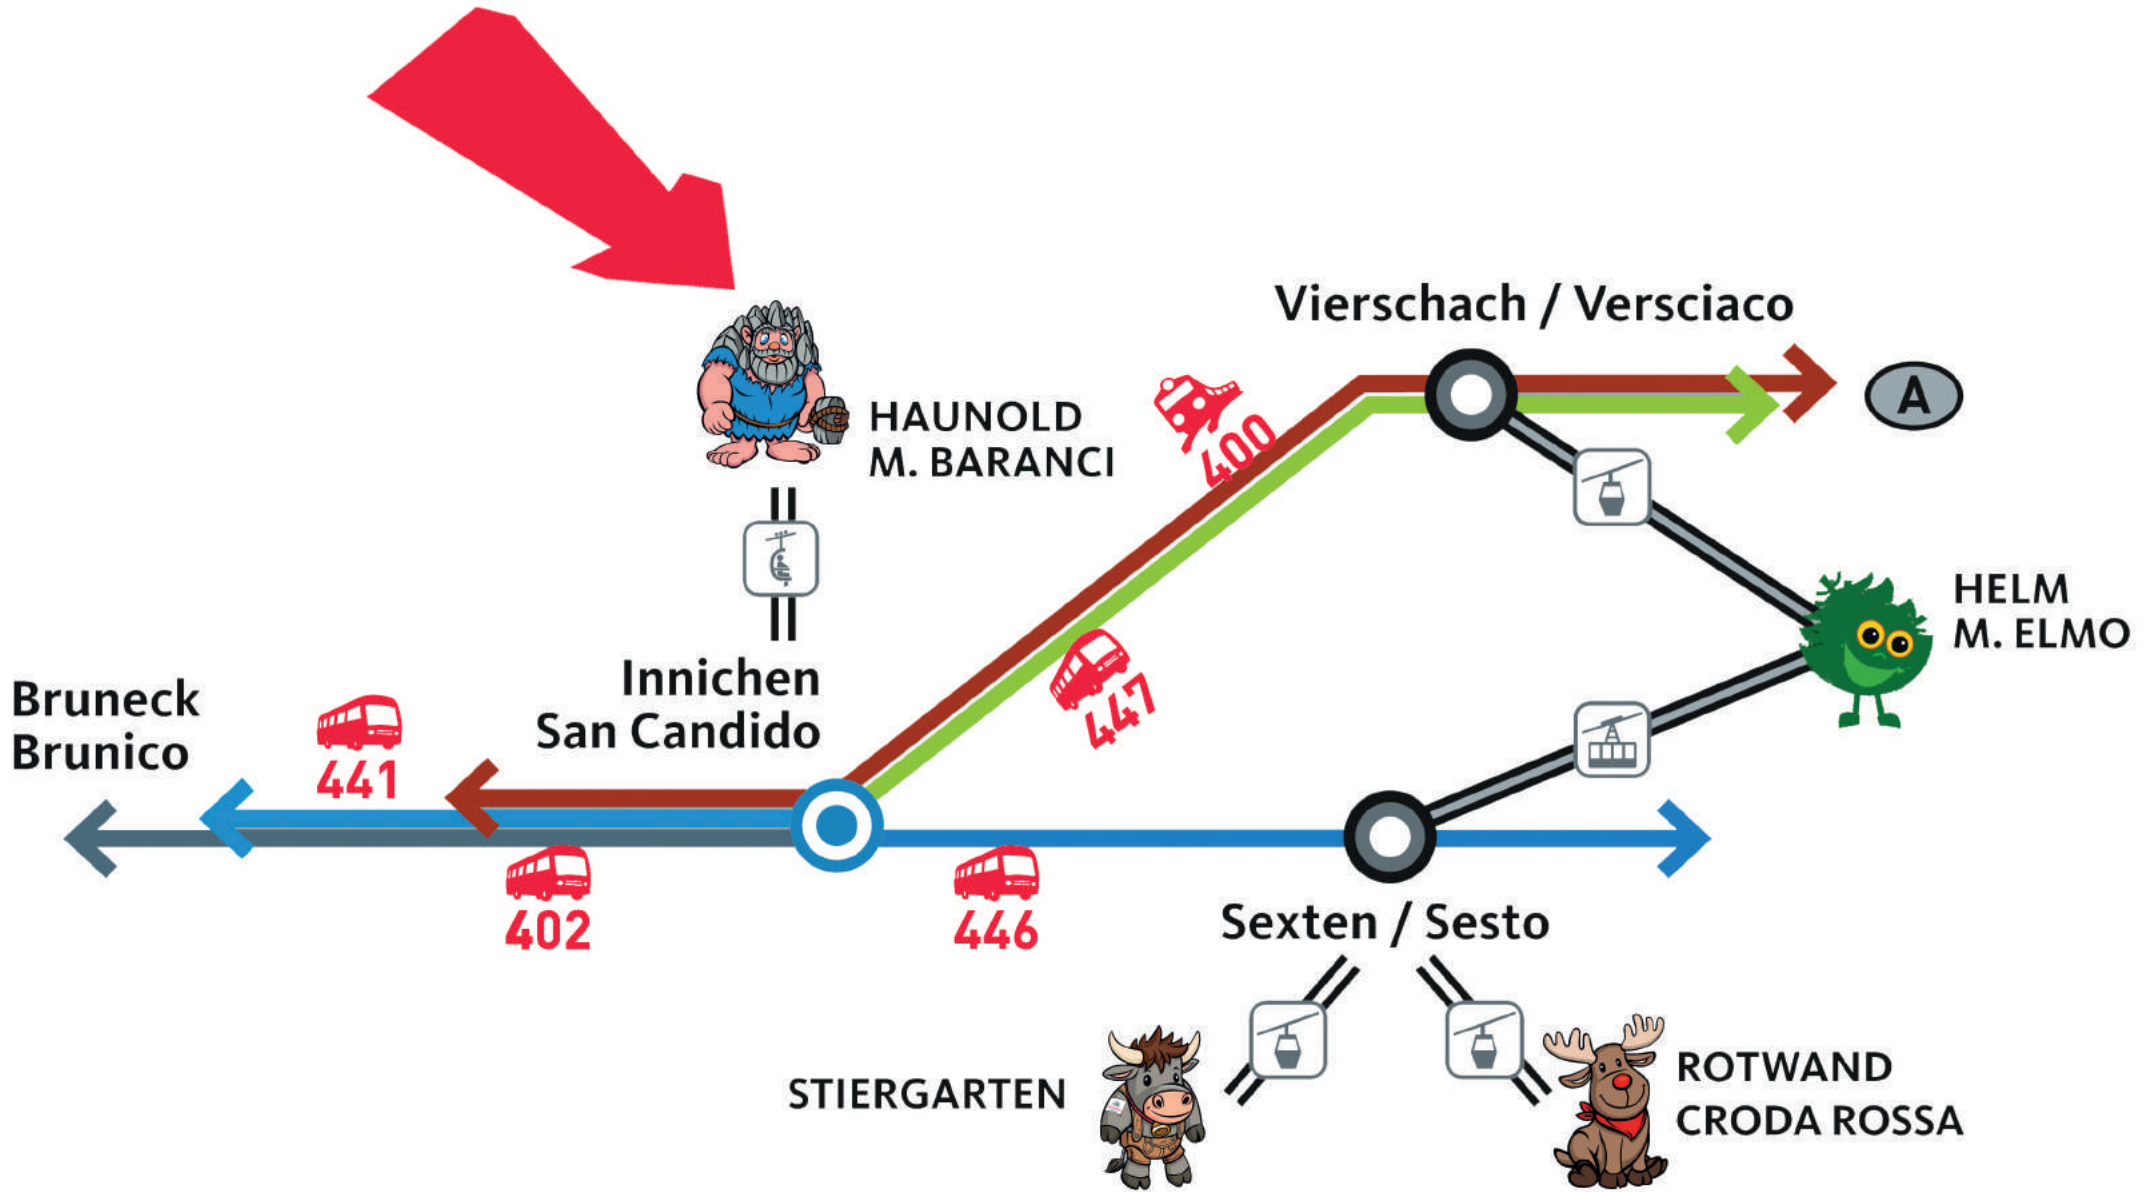 Vierschach / Versciaco
A
HAUNOLD
M. BARANCI
400
HELM
M. ELMO
447
Innichen
San Candido
Bruneck
Brunico
441
402
446
Sexten / Sesto
STIERGARTEN
ROTWAND
CRODA ROSSA